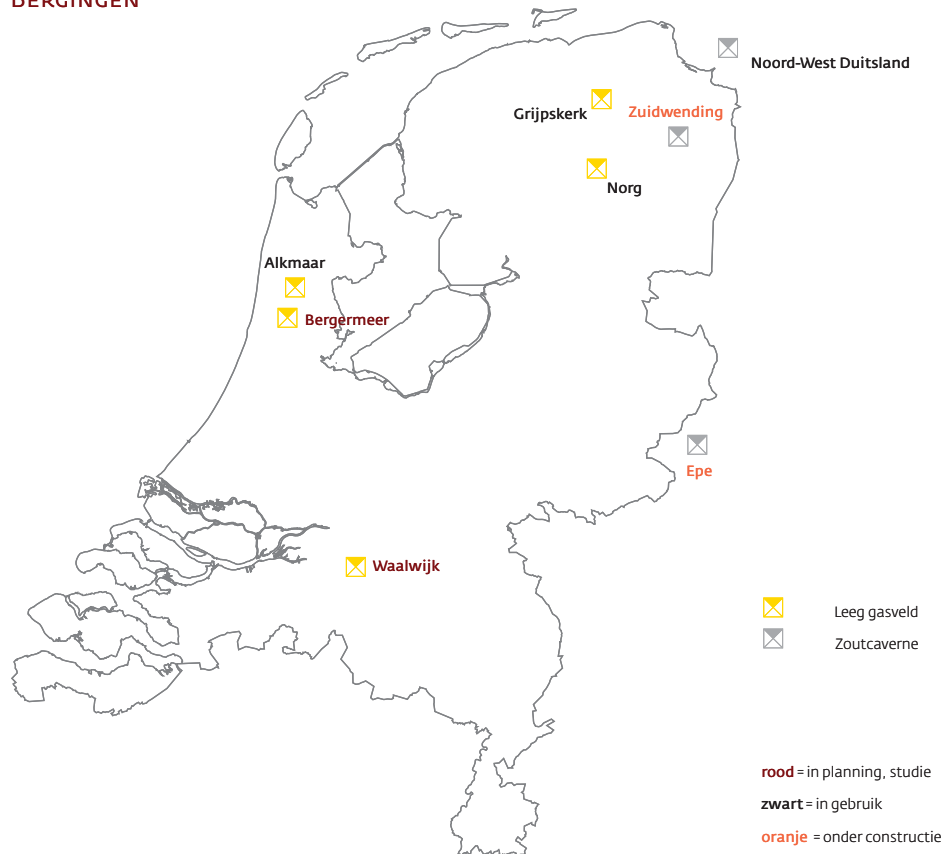 BERGINGEN
Noord-West Duitsland
Grijpskerk
Zuidwending
Norg
Alkmaar
Bergermeer
Epe
Waalwijk
Leeg gasveld
Zoutcaverne
rood = in planning, studie
zwart = in gebruik
oranje = onder constructie